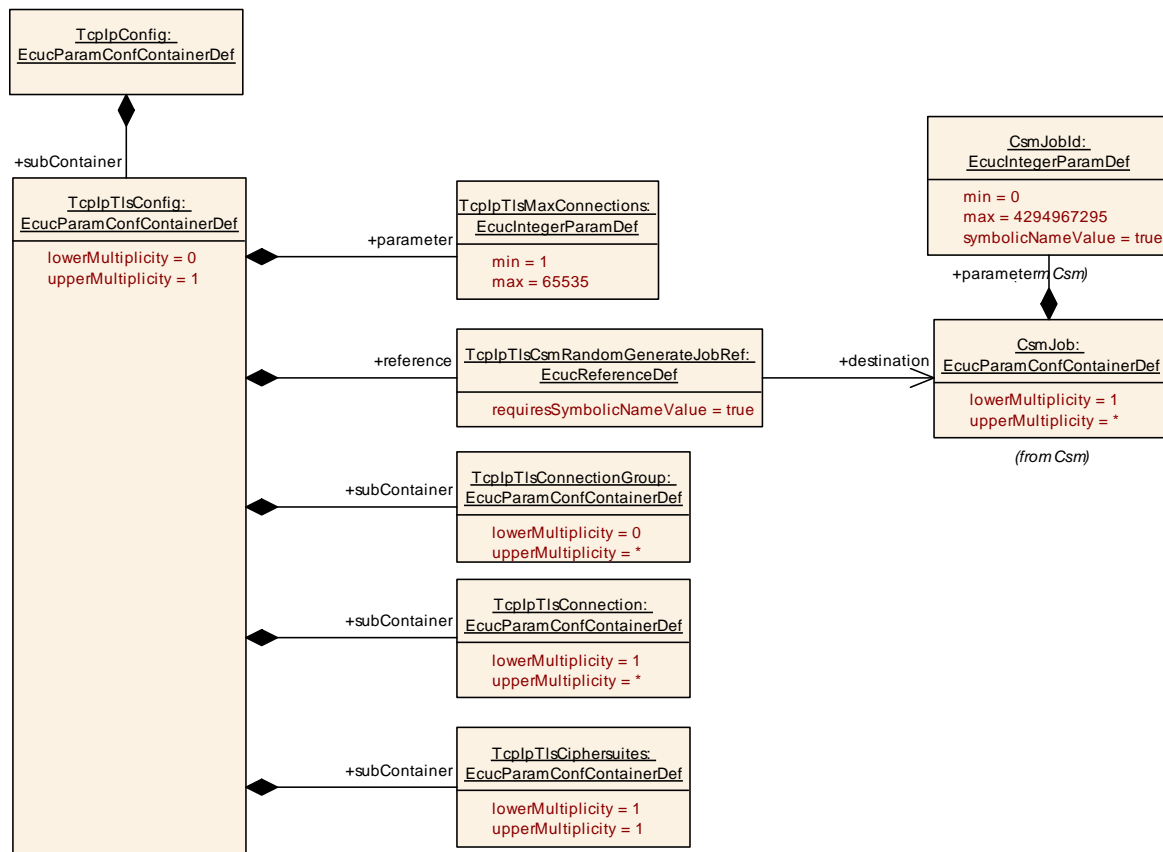 TcpIpConfig:
EcucParamConfContainerDef
+subContainer
TcpIpTlsConfig:
EcucParamConfContainerDef
lowerMultiplicity = 0
upperMultiplicity = 1
+parameter
TcpIpTlsMaxConnections:
EcucIntegerParamDef
min = 1
max = 65535
+reference
TcpIpTlsCsmRandomGenerateJobRef:
EcucReferenceDef
requiresSymbolicNameValue = true
+destination
CsmJobId:
EcucIntegerParamDef
min = 0
max = 4294967295
symbolicNameValue = true
+parameter
m Csm)
CsmJob:
EcucParamConfContainerDef
lowerMultiplicity = 1
upperMultiplicity = *
(from Csm)
+subContainer
TcpIpTlsConnectionGroup:
EcucParamConfContainerDef
lowerMultiplicity = 0
upperMultiplicity = *
+subContainer
TcpIpTlsConnection:
EcucParamConfContainerDef
lowerMultiplicity = 1
upperMultiplicity = *
+subContainer
TcpIpTlsCiphersuites:
EcucParamConfContainerDef
lowerMultiplicity = 1
upperMultiplicity = 1